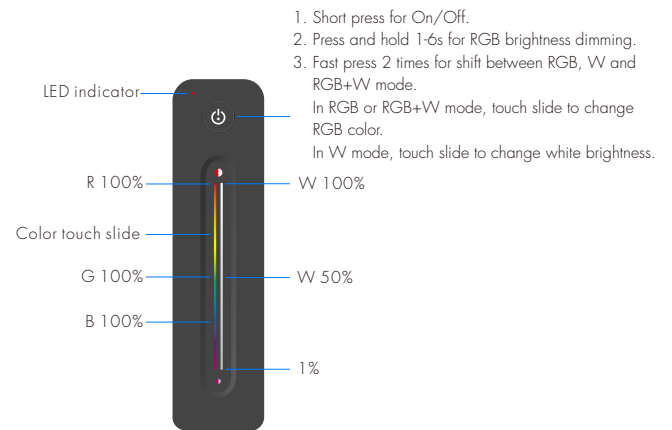 1. Short press for On/Off.
2. Press and hold 1-6s for RGB brightness dimming.
3. Fast press 2 times for shift between RGB, W and
RGB+W mode.
In RGB or RGB+W mode, touch slide to change
RGB color.
In W mode, touch slide to change white brightness.
LED indicator
R 100%
W 100%
Color touch slide
G 100%
W 50%
B 100%
1%